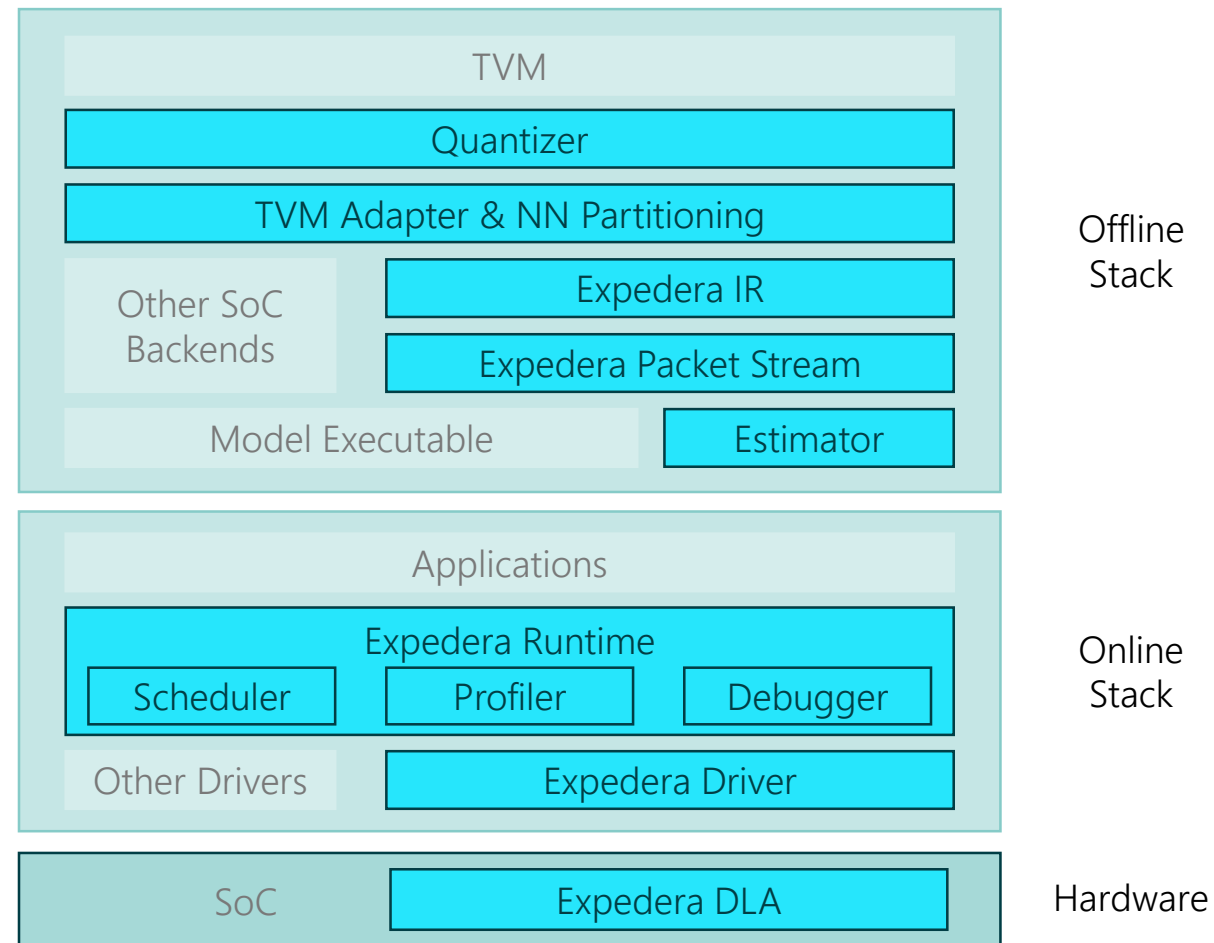 TVM
Quantizer
TVM Adapter & NN Partitioning
Other SoC
Backends
Expedera IR
Expedera Packet Stream
Model Executable
Estimator
Offline
Stack
Applications
Expedera Runtime
Scheduler
Profiler
Debugger
Other Drivers
Expedera Driver
Online
Stack
SoC
Expedera DLA
Hardware